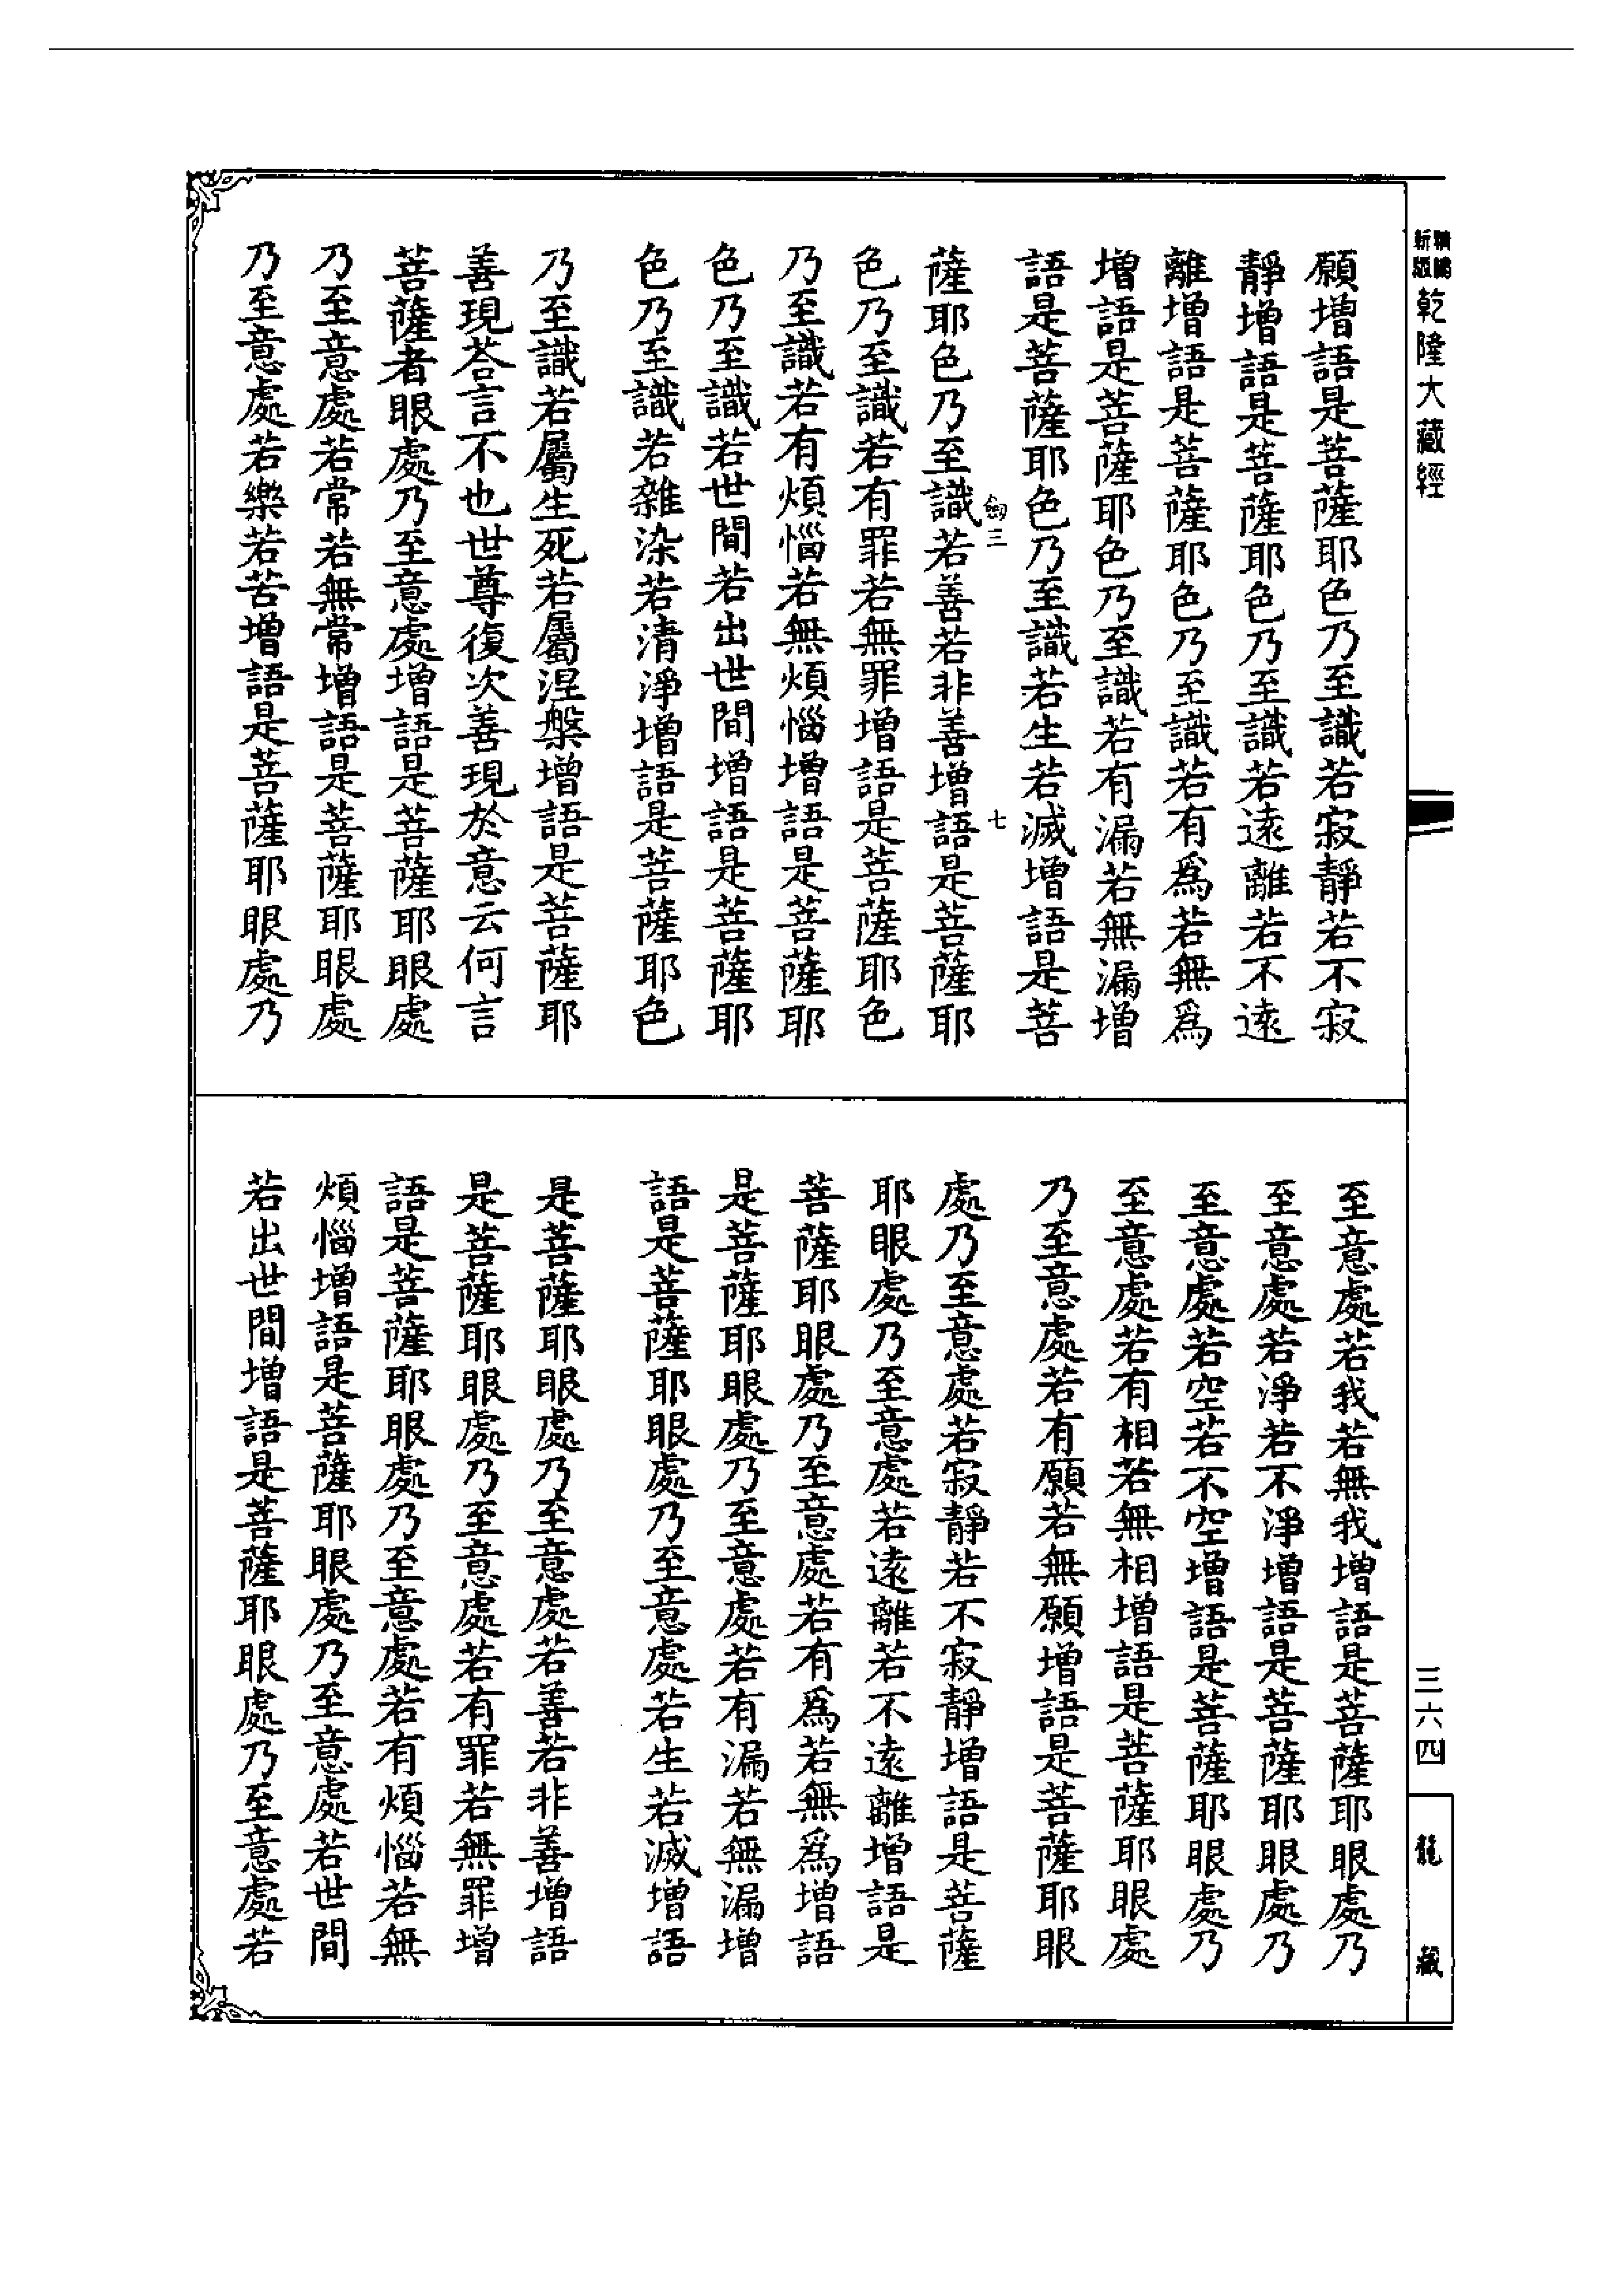 精縮
新版
乾隆大藏經
願增語是菩薩耶色乃至識若寂靜若不寂
靜增語是菩薩耶色乃至識若遠離若不遠
離增語是菩薩耶色乃至識若有為若無為
增語是菩薩耶色乃至識若有漏若無漏增
語是菩薩耶色乃至識若生若滅增語是菩
七
薩耶色乃至識若善若非善增語是菩薩耶
色乃至識若有罪若無罪增語是菩薩耶色
乃至識若有煩惱若無煩惱增語是菩薩耶
色乃至識若世間若出世間增語是菩薩耶
色乃至識若雜染若清淨增語是菩薩耶色
乃至識若屬生死若屬涅槃增語是菩薩耶
善現荅言不也世尊復次善現於意云何言
菩薩者眼處乃至意處增語是菩薩耶眼處
乃至意處若常若無常增語是菩薩耶眼處
乃至意處若樂若苦增語是菩薩耶眼處乃
至意處若我若無我增語是菩薩耶眼處乃
至意處若淨若不淨增語是菩薩耶眼處乃
至意處若空若不空增語是菩薩耶眼處乃
至意處若有相若無相增語是菩薩耶眼處
乃至意處若有願若無願增語是菩薩耶眼
處乃至意處若寂靜若不寂靜增語是菩薩
耶眼處乃至意處若遠離若不遠離增語是
菩薩耶眼處乃至意處若有為若無為增語
是菩薩耶眼處乃至意處若有漏若無漏增
語是菩薩耶眼處乃至意處若生若滅增語
是菩薩耶眼處乃至意處若善若非善增語
是菩薩耶眼處乃至意處若有罪若無罪增
語是菩薩耶眼處乃至意處若有煩惱若無
煩惱增語是菩薩耶眼處乃至意處若世間
若出世間增語是菩薩耶眼處乃至意處若
三六四
龍藏